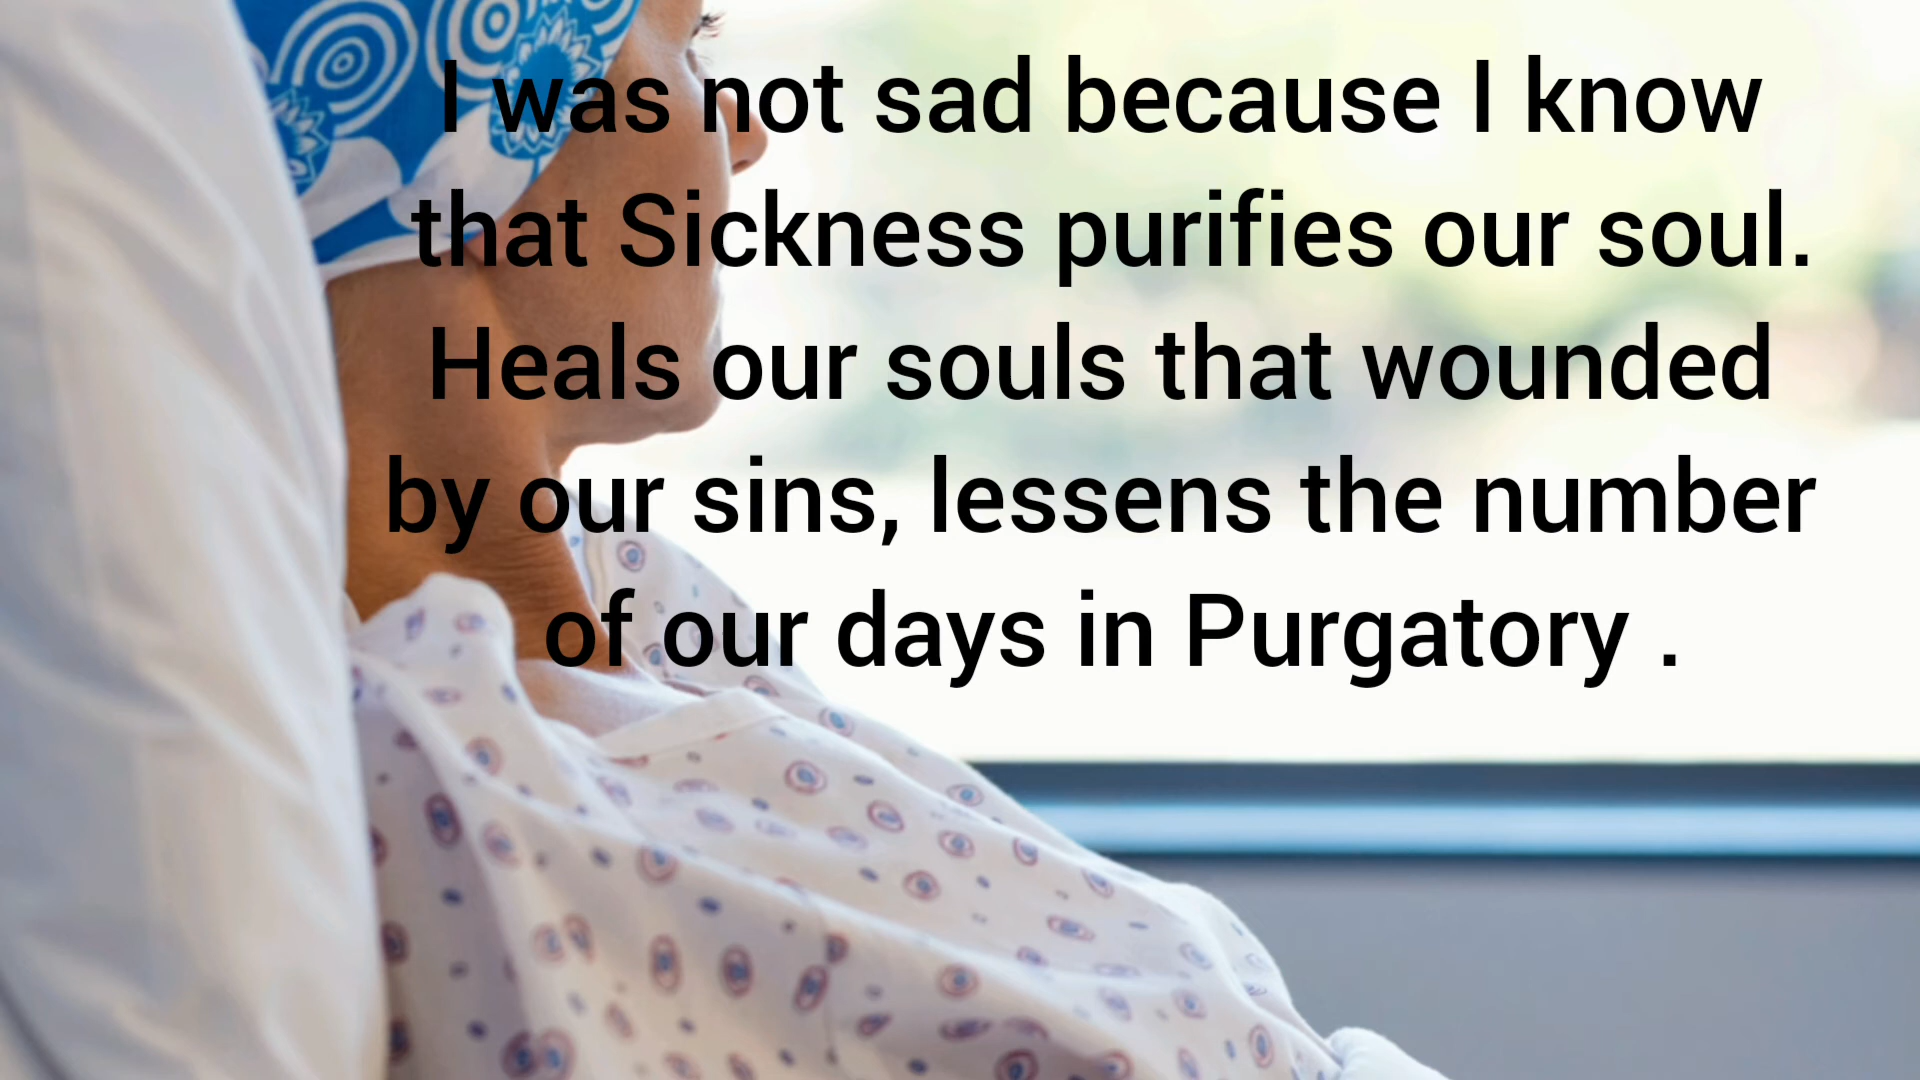 I was not sad because I know
that Sickness purifies our soul.
Heals our souls that wounded
by our sins, lessens the number
of our days in Purgatory .